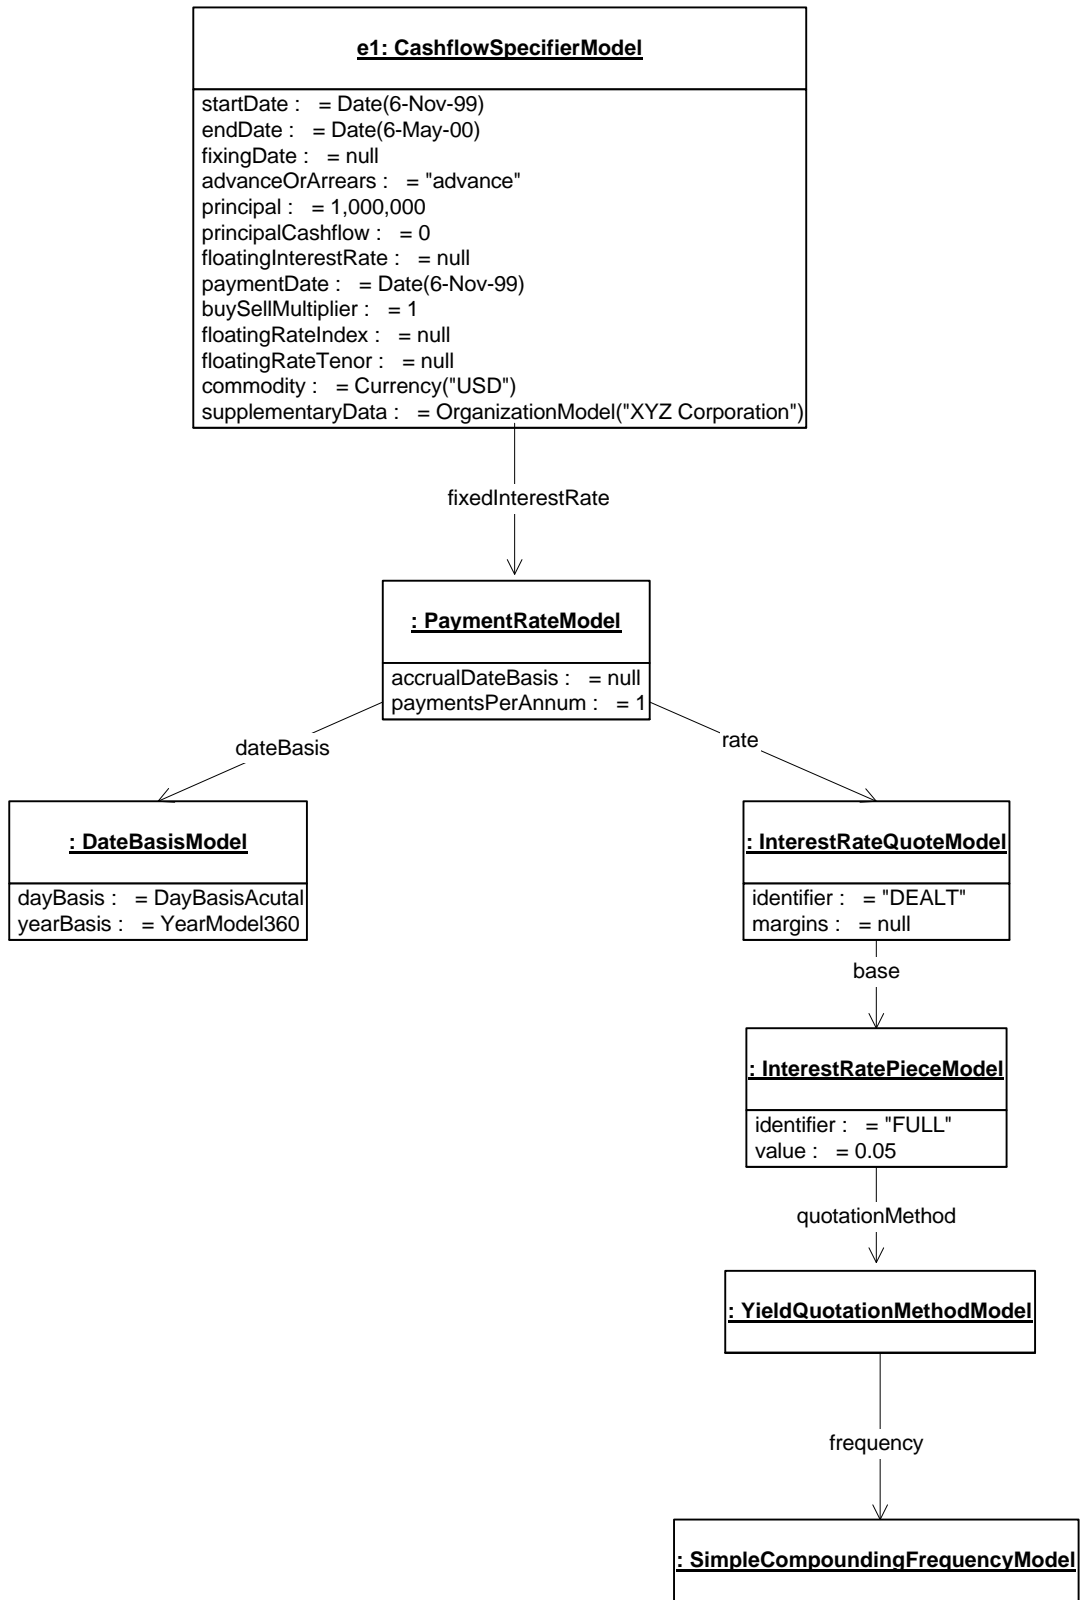 e1: CashflowSpecifierModel
startDate :   = Date(6-Nov-99)
endDate :   = Date(6-May-00)
fixingDate :   = null
advanceOrArrears :   = "advance"
principal :   = 1,000,000
principalCashflow :   = 0
floatingInterestRate :   = null
paymentDate :   = Date(6-Nov-99)
buySellMultiplier :   = 1
floatingRateIndex :   = null
floatingRateTenor :   = null
commodity :   = Currency("USD")
supplementaryData :   = OrganizationModel("XYZ Corporation")
fixedInterestRate
: PaymentRateModel
accrualDateBasis :   = null
paymentsPerAnnum :   = 1
dateBasis
rate
: DateBasisModel
dayBasis :   = DayBasisAcutal
yearBasis :   = YearModel360
: InterestRateQuoteModel
identifier :   = "DEALT"
margins :   = null
base
: InterestRatePieceModel
identifier :   = "FULL"
value :   = 0.05
quotationMethod
: YieldQuotationMethodModel
frequency
: SimpleCompoundingFrequencyModel